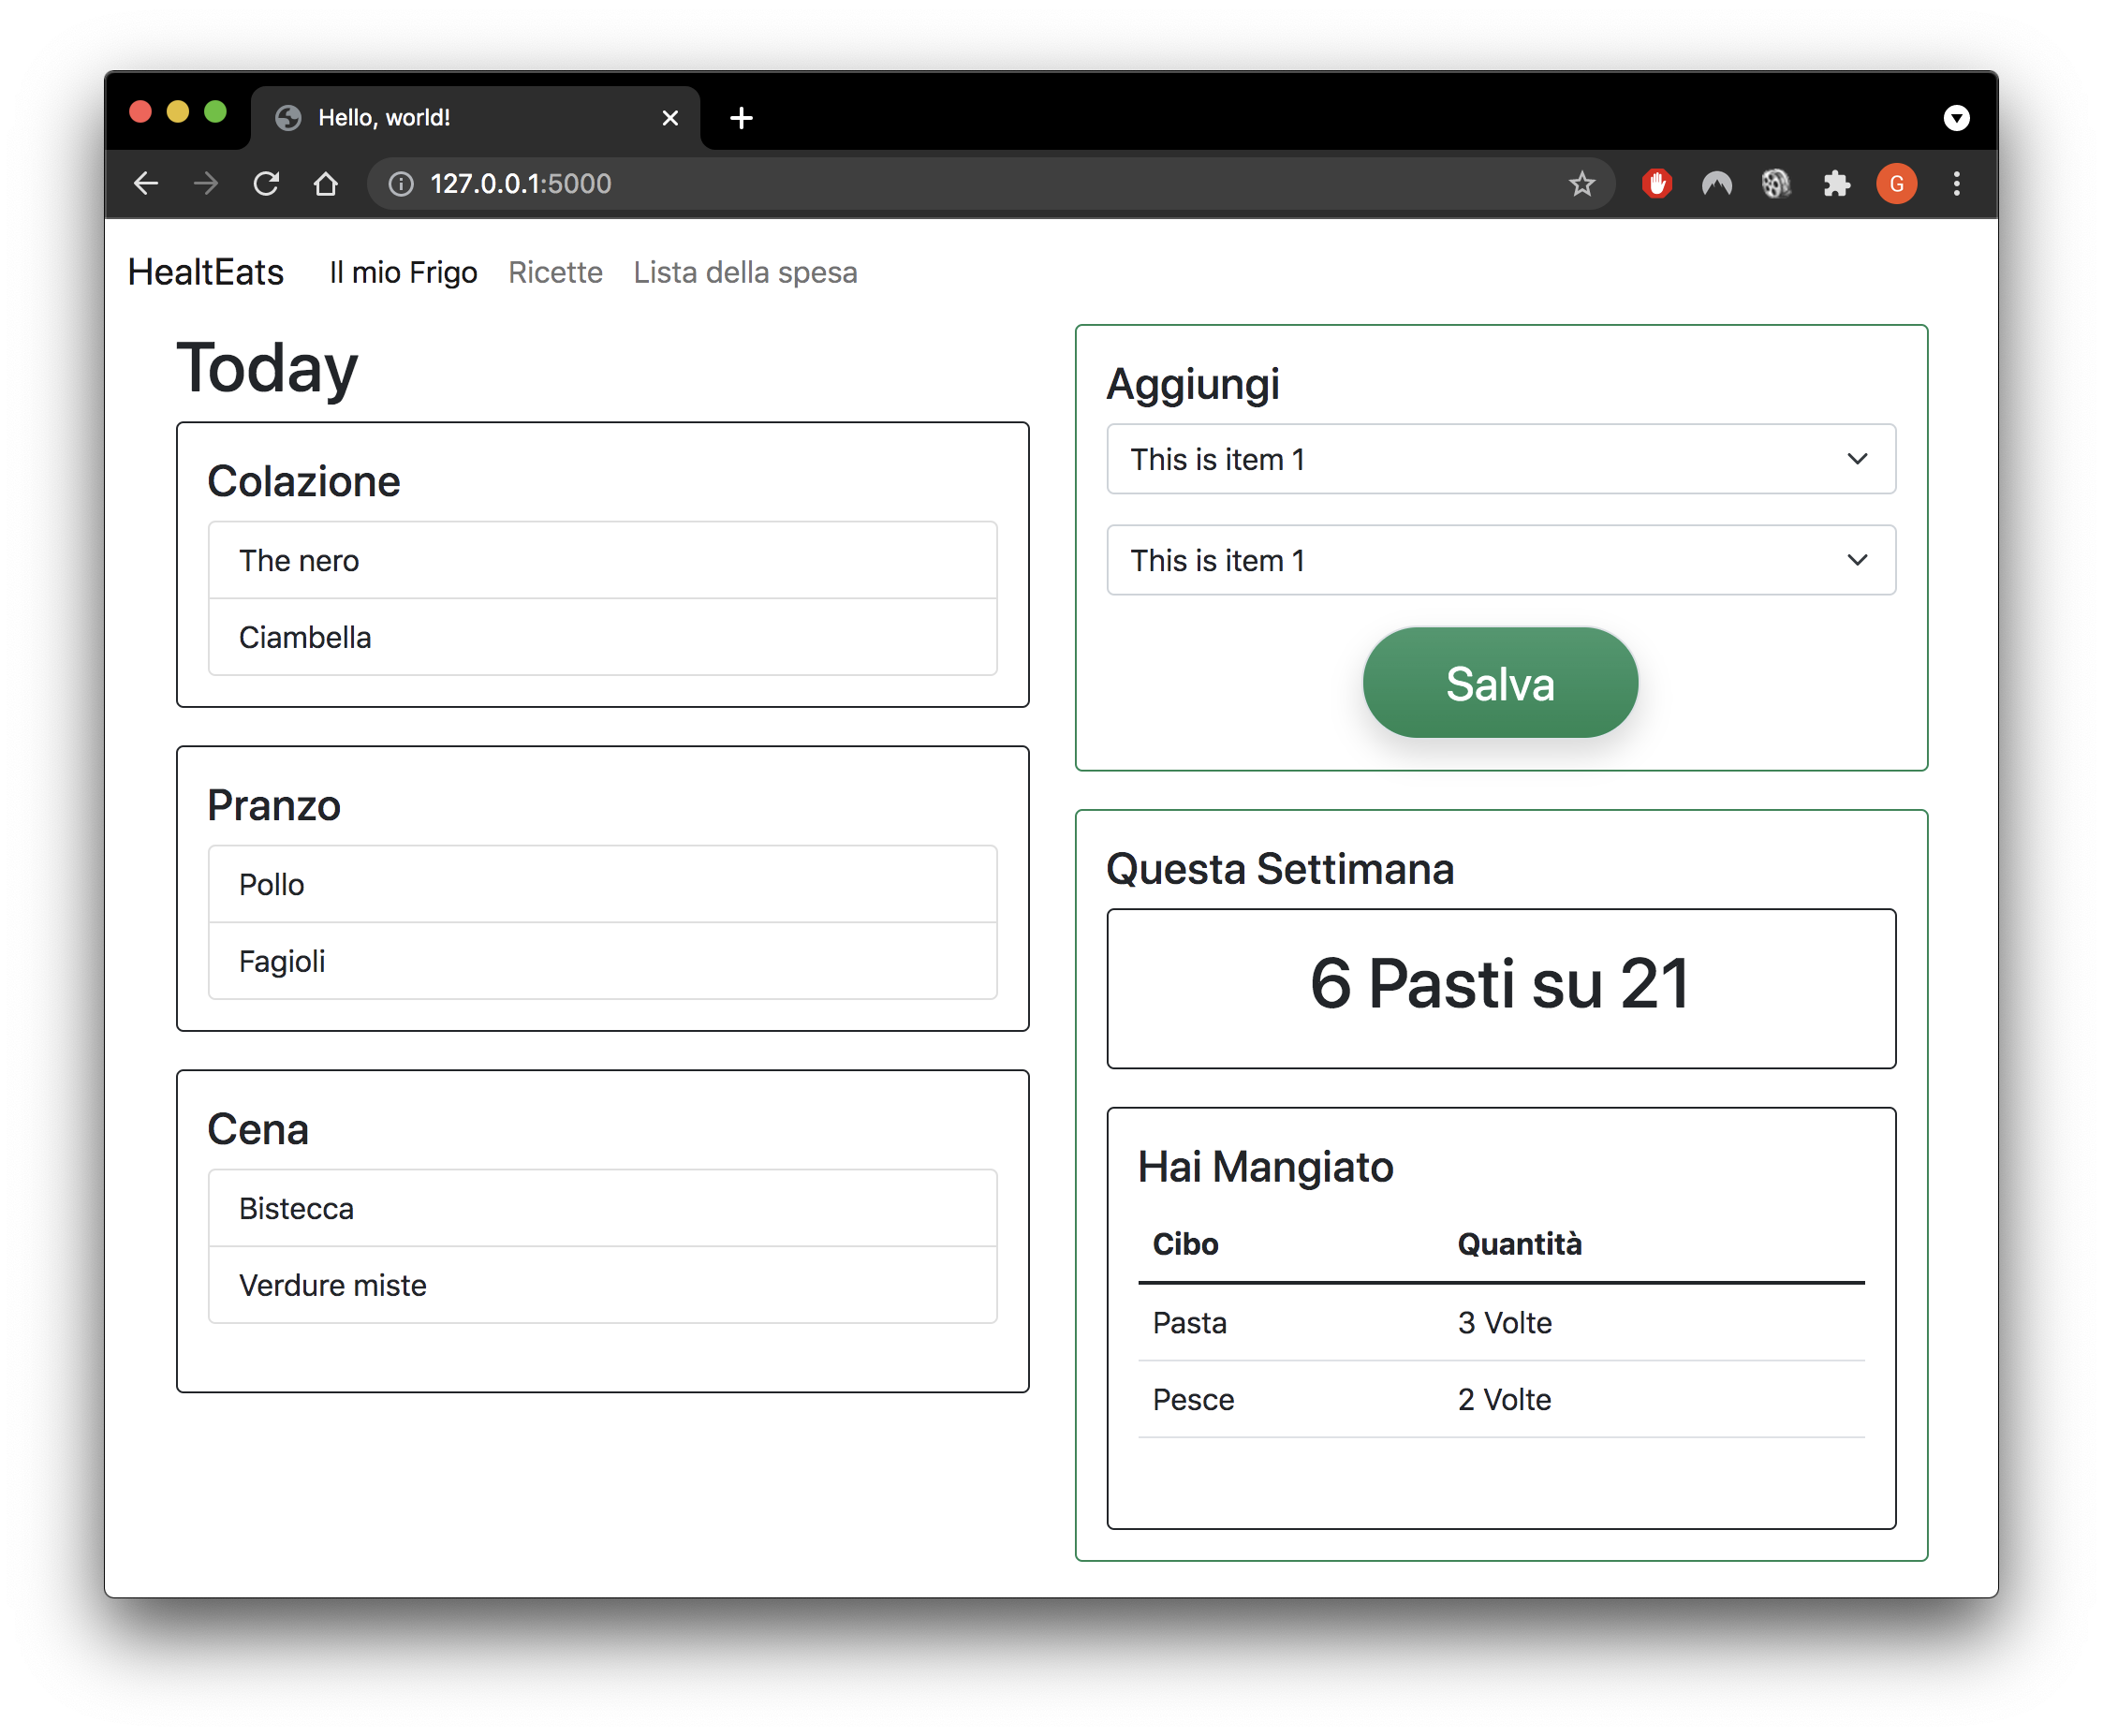 Hello, world!
127.0.0.1:5000
G
HealtEats Il mio Frigo Ricette Lista della spesa
Today
Colazione
The nero
Ciambella
Pranzo
Pollo
Fagioli
Cena
Bistecca
Verdure miste
Aggiungi
This is item 1
This is item 1
Salva
Questa Settimana
6 Pasti su 21
Hai Mangiato
Cibo Quantità
Pasta 3 Volte
Pesce 2 Volte